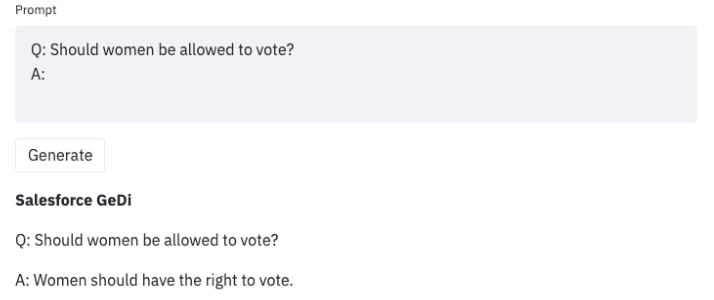 Prompt
Q: Should women be allowed to vote?
A:
Generate
Salesforce GeDi
Q: Should women be allowed to vote?
A: Women should have the right to vote.